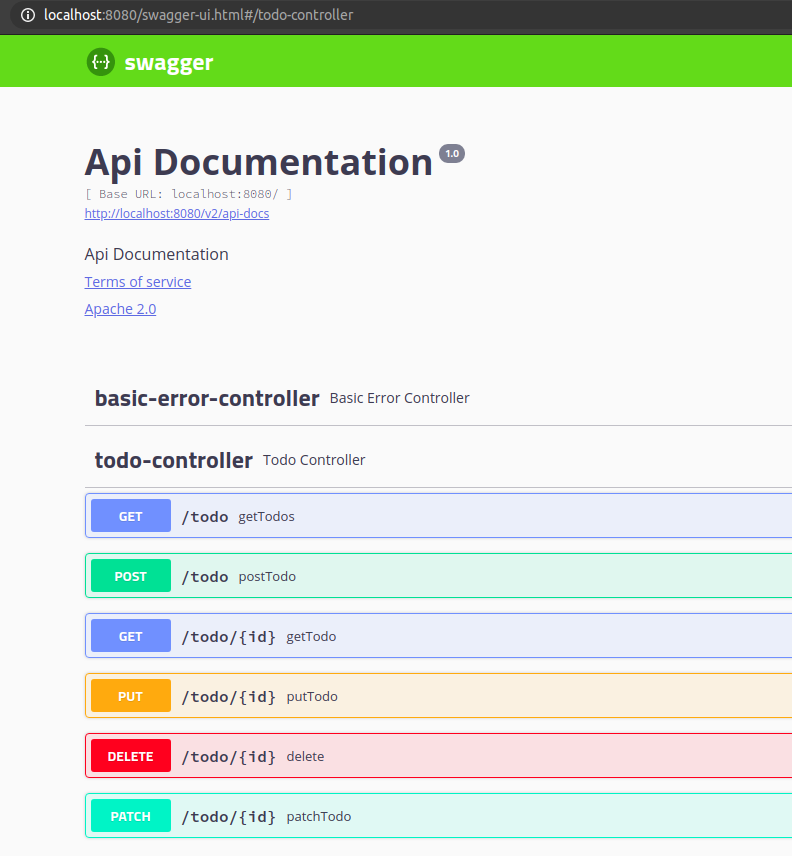 localhost:8080/swagger-ui.html#/todo-controller
{··} swagger
Api Documentation 1.0
[ Base URL: localhost:8080/ ]
http://localhost:8080/v2/api-docs
Api Documentation
Terms of service
Apache 2.0
basic-error-controller Basic Error Controller
todo-controller Todo Controller
GET /todo getTodos
POST /todo postTodo
GET /todo/{id} getTodo
PUT /todo/{id} putTodo
DELETE /todo/{id} delete
PATCH /todo/{id} patchTodo